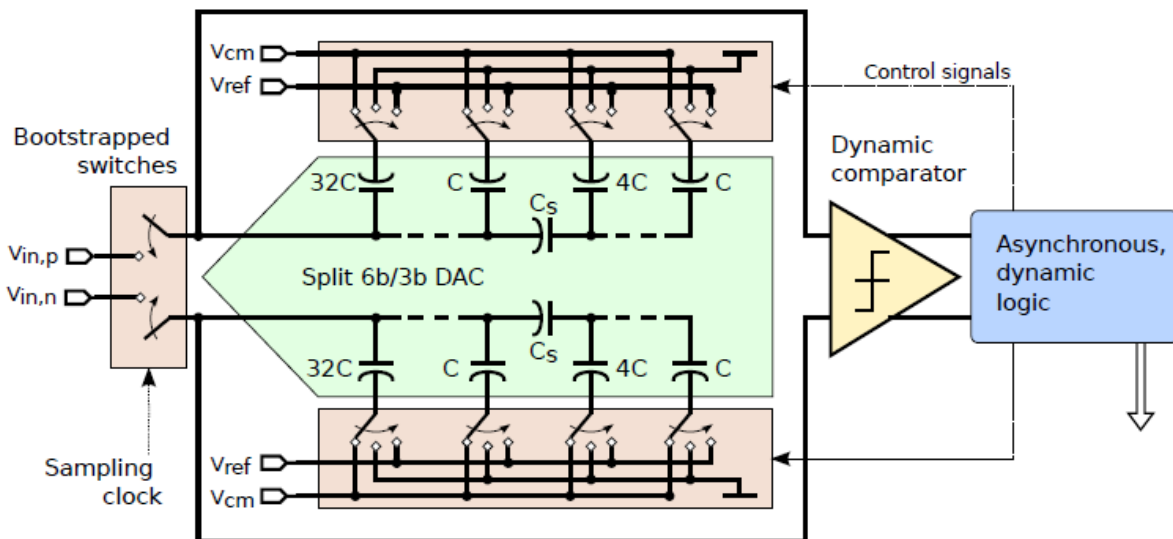 Vcm
Vref
Control signals
Bootstrapped
switches
Dynamic
comparator
32C
C
4C
C
Cs
Vin,p
Vin,n
Split 6b/3b DAC
Asynchronous,
dynamic
logic
Cs
32C
C
4C
C
Sampling
clock
Vref
Vcm